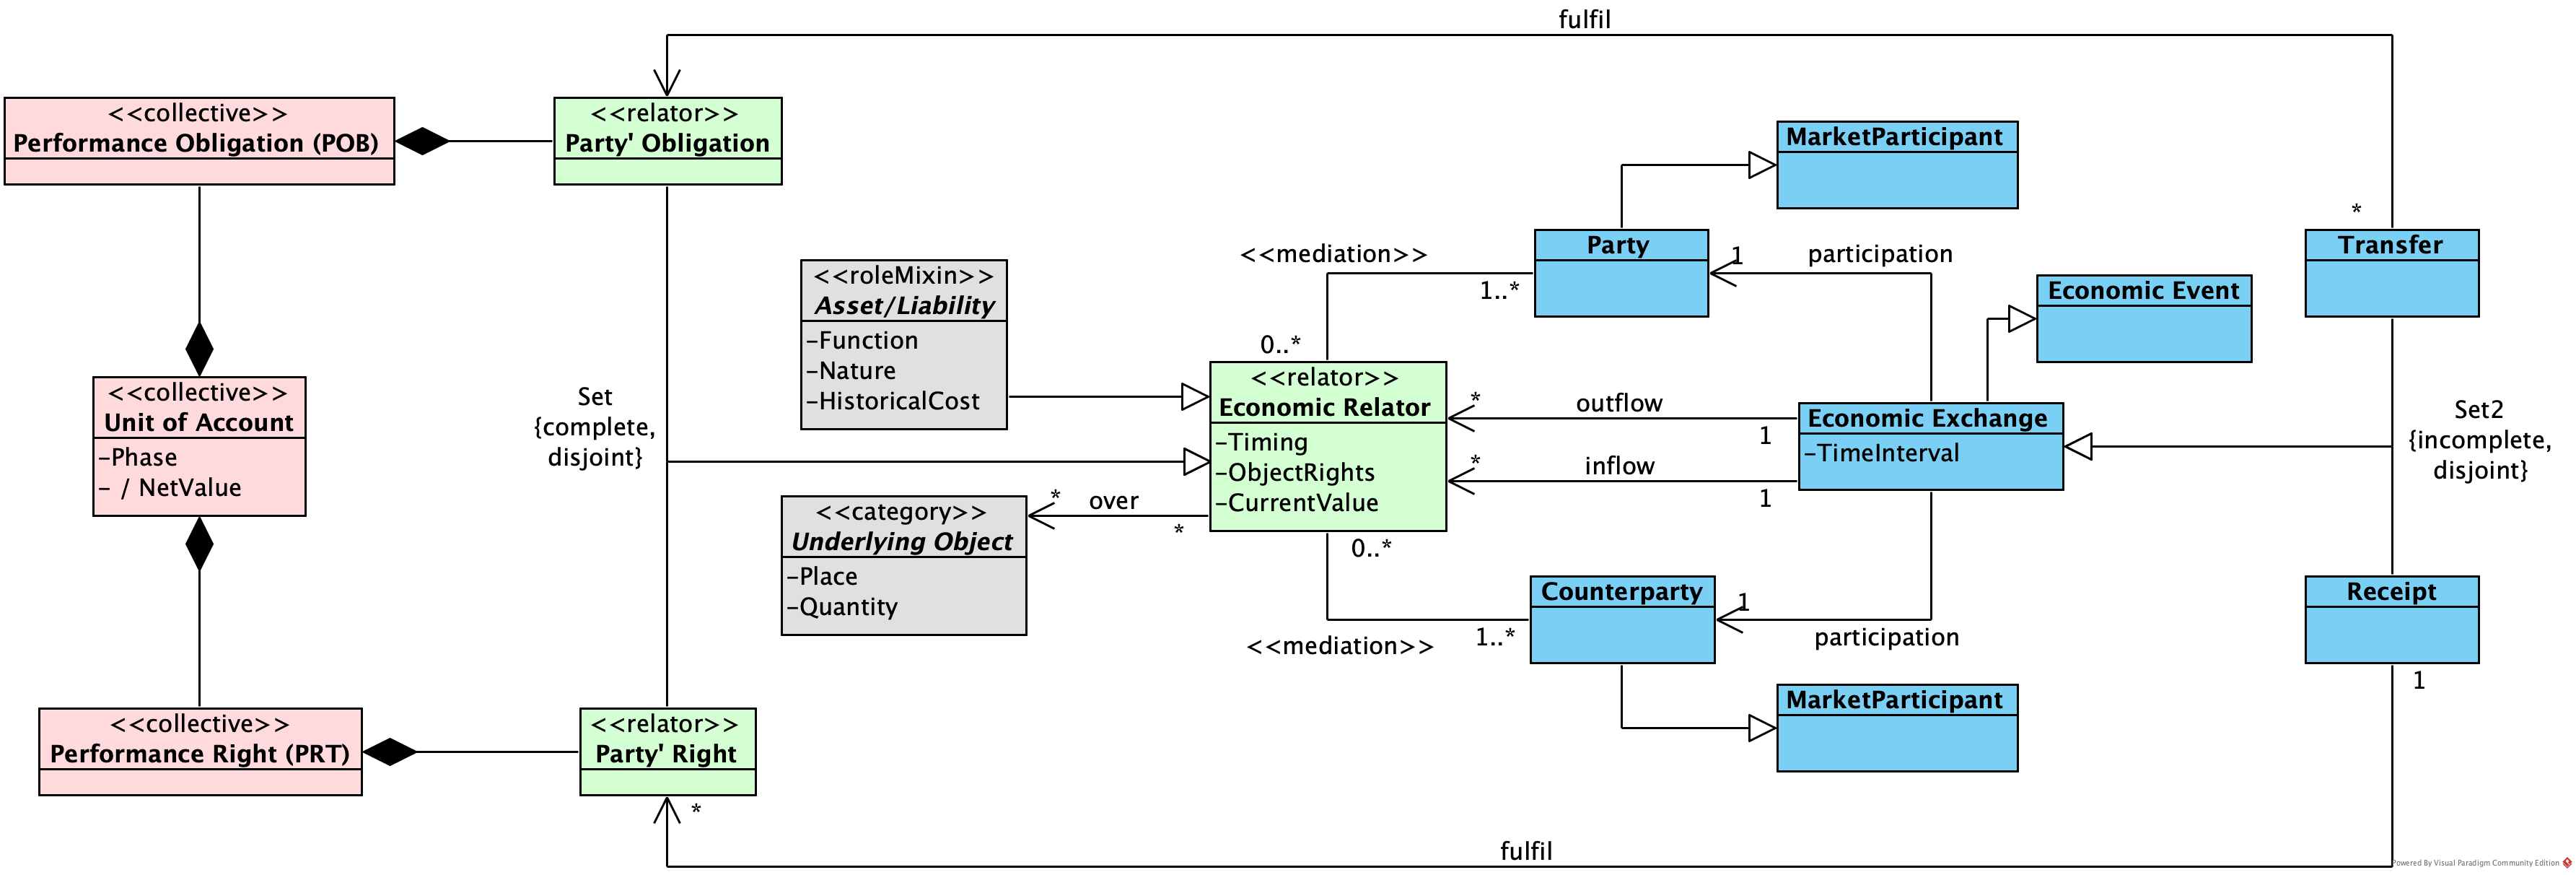 fulfil
<<collective>>
Performance Obligation (POB)
<<relator>>
Party' Obligation
MarketParticipant
*
<<mediation>>
Party
1
participation
Transfer
1..*
<<roleMixin>>
Asset/Liability
-Function
-Nature
-HistoricalCost
Economic Event
0..*
<<collective>>
Unit of Account
-Phase
- / NetValue
Set
{complete,
disjoint}
<<relator>>
Economic Relator
-Timing
-ObjectRights
-CurrentValue
*
outflow
1
*
inflow
1
Economic Exchange
-TimeInterval
Set2
{incomplete,
disjoint}
<<category>>
Underlying Object
-Place
-Quantity
*
over
*
0..*
Counterparty
1
participation
1..*
<<mediation>>
Receipt
1
MarketParticipant
<<collective>>
Performance Right (PRT)
<<relator>>
Party' Right
*
fulfil
Powered By Visual Paradigm Community Edition